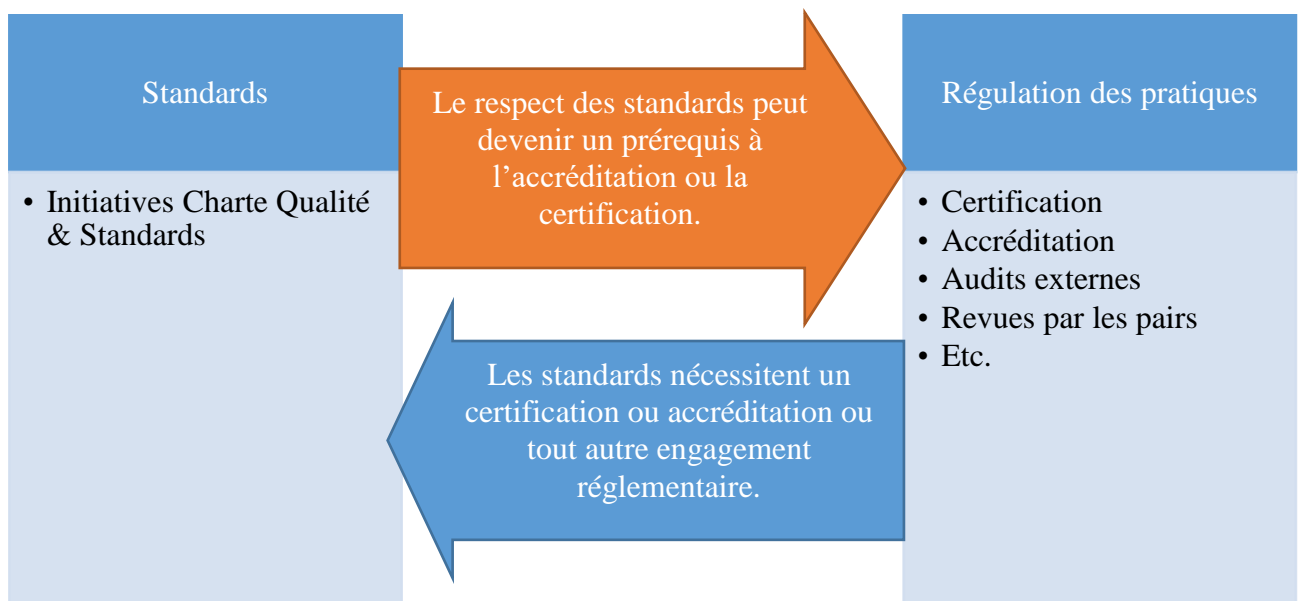 Standards
• Initiatives Charte Qualité
& Standards
Le respect des standards peut
devenir un prérequis à
l’accréditation ou la
certification.
Les standards nécessitent un
certification ou accréditation ou
tout autre engagement
réglementaire.
Régulation des pratiques
• Certification
• Accréditation
• Audits externes
• Revues par les pairs
• Etc.